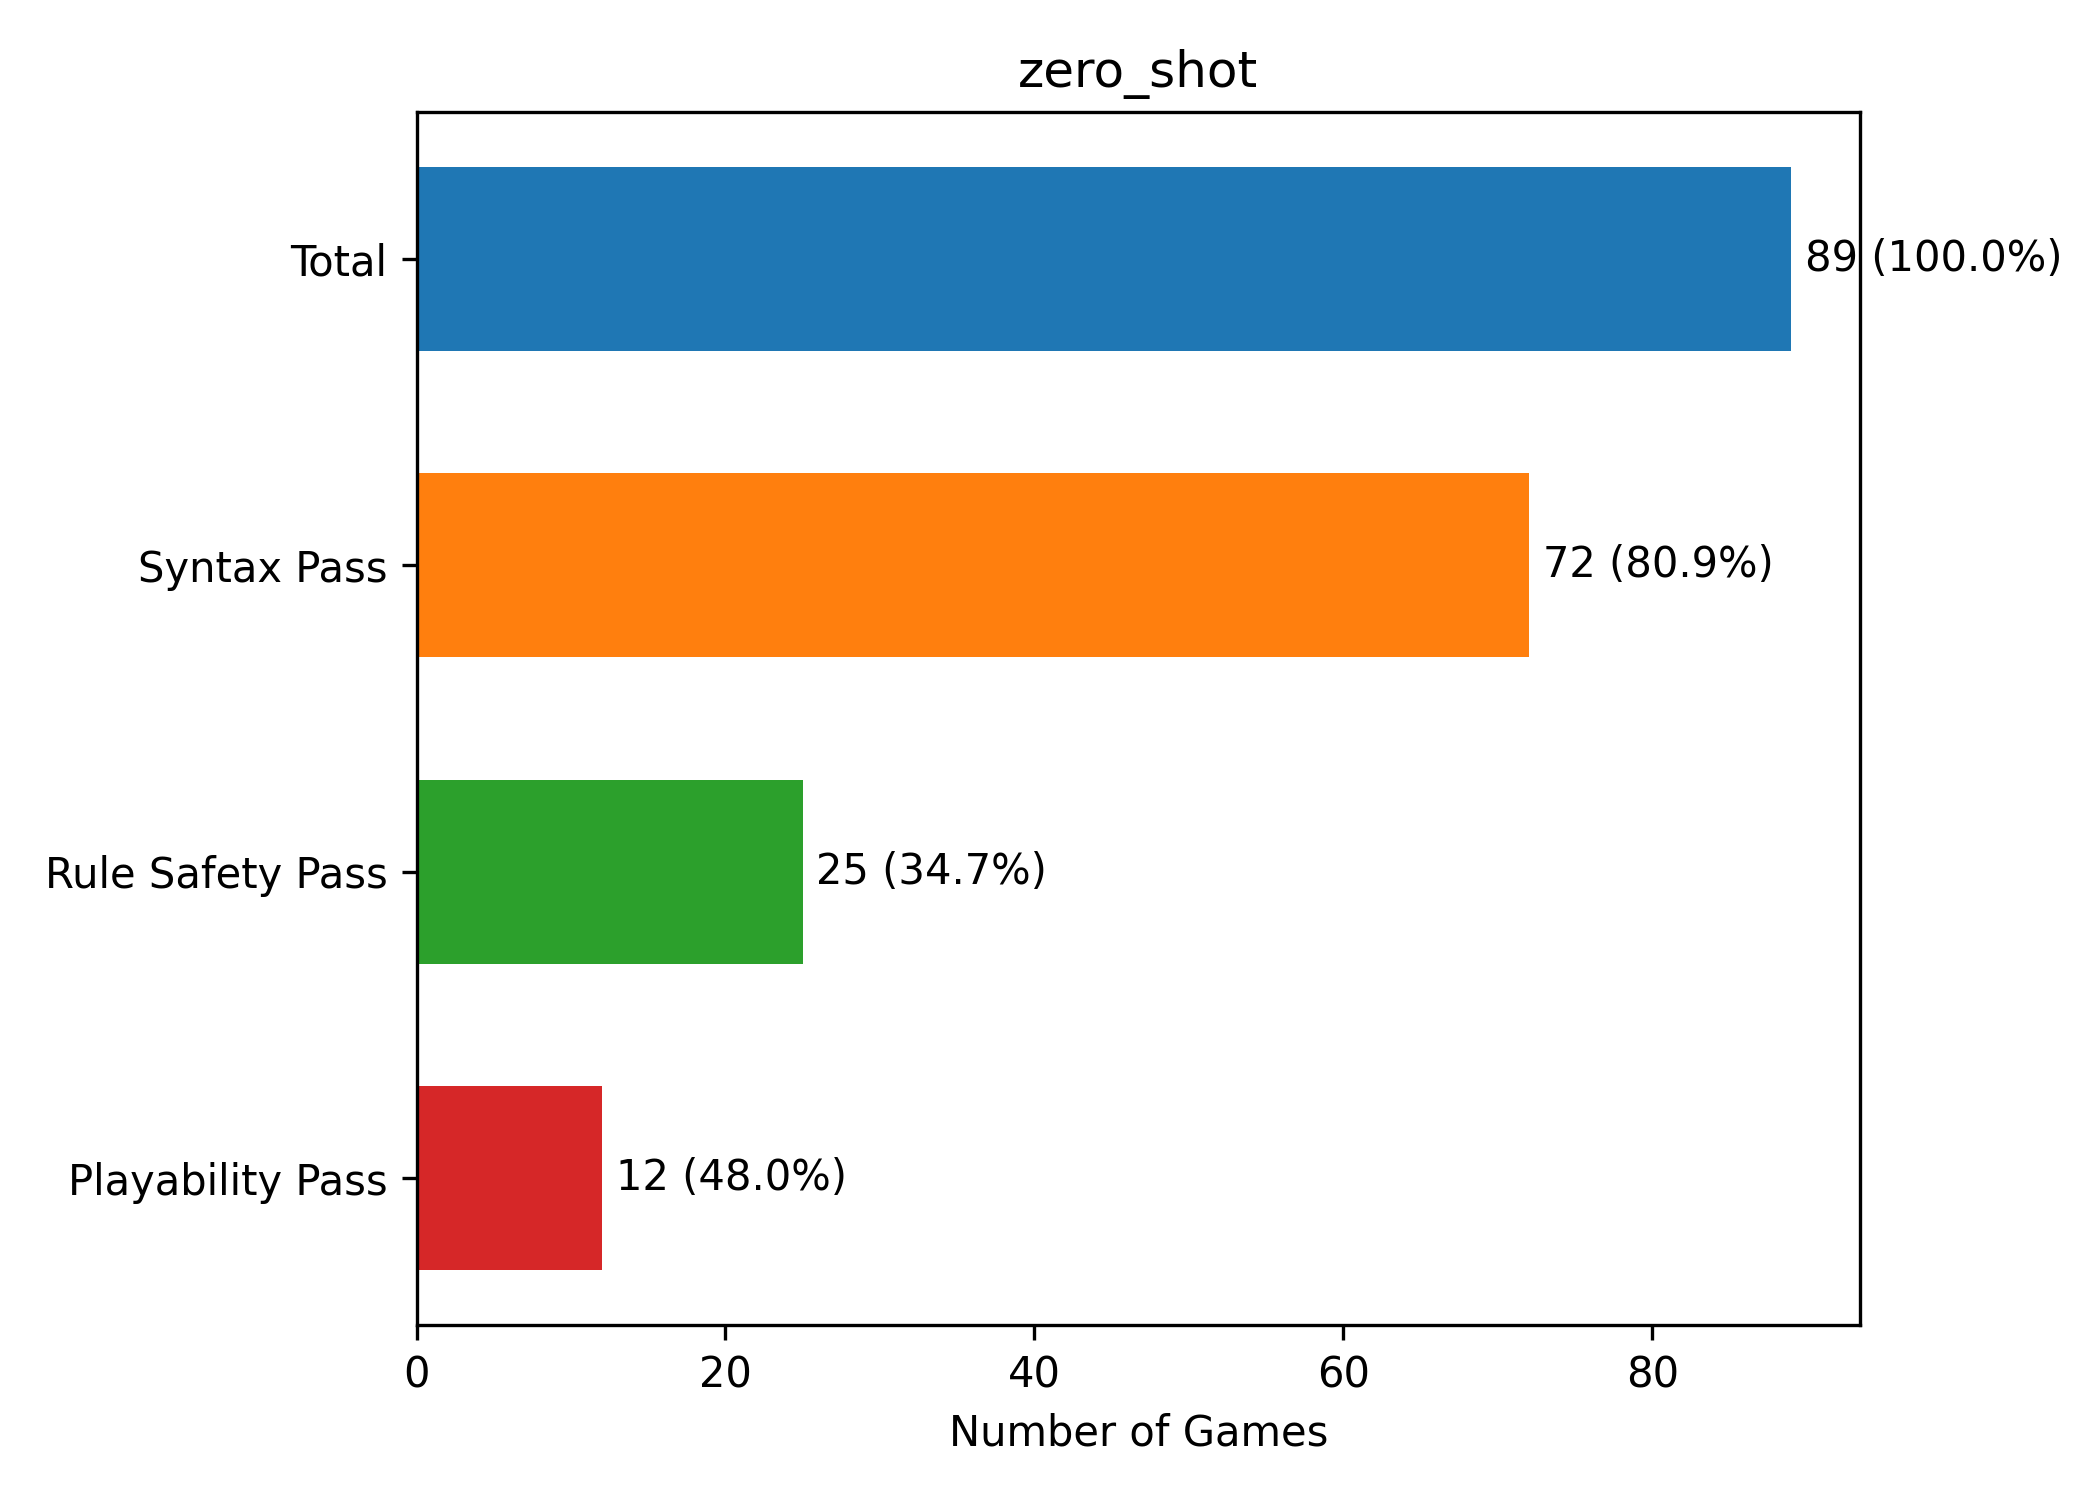 zero_shot
Total
89 (100.0%)
Syntax Pass
72 (80.9%)
Rule Safety Pass
25 (34.7%)
Playability Pass
12 (48.0%)
0 20 40 60 80
Number of Games